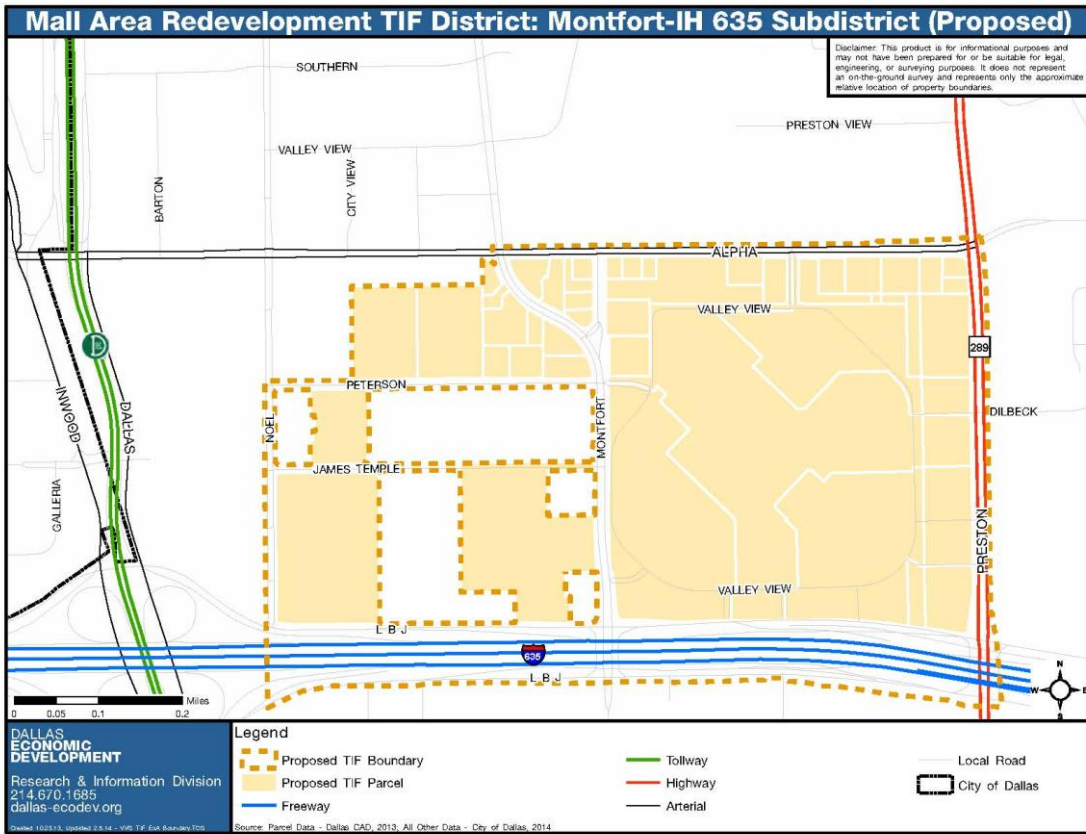 Mall Area Redevelopment TIF District: Montfort-IH 635 Subdistrict (Proposed)
Disclaimer: This product is for informational purposes and
may not have been prepared for or be suitable for legal,
engineering, or surveying purposes. It does not represent
an on-the-ground survey and represents only the approximate
relative location of property boundaries.
SOUTHERN
PRESTON VIEW
VALLEY VIEW
BARTON
CITY VIEW
ALPHA
VALLEY VIEW
289
INWOOD
DALLAS
PETERSON
NOEL
MONTFORT
DILBECK
JAMES TEMPLE
GALLERIA
PRESTON
VALLEY VIEW
L B J
635
L B J
N
W
E
S
Miles
0 0.05 0.1 0.2
DALLAS
ECONOMIC
DEVELOPMENT
Research & Information Division
214.670.1685
dallas-ecodev.org
Legend
Proposed TIF Boundary
Proposed TIF Parcel
Freeway
Tollway
Highway
Arterial
Local Road
City of Dallas
Source: Parcel Data - Dallas CAD, 2013; All Other Data - City of Dallas, 2014